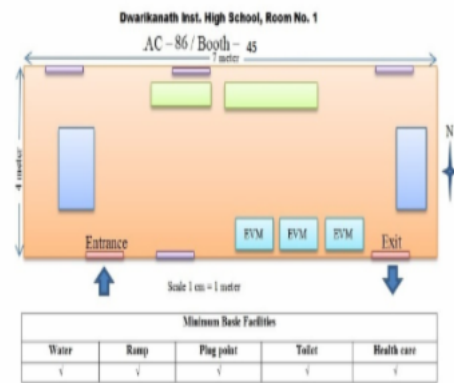 Dwarikanath Inst. High School, Room No. 1
AC – 86 / Booth – 45
7 meter
4 meter
N
EVM EVM EVM
Entrance Exit
Scale 1 cm = 1 meter
Minimum Basic Facilities
Water Ramp Plug point Toilet Health care
√ √ √ √ √